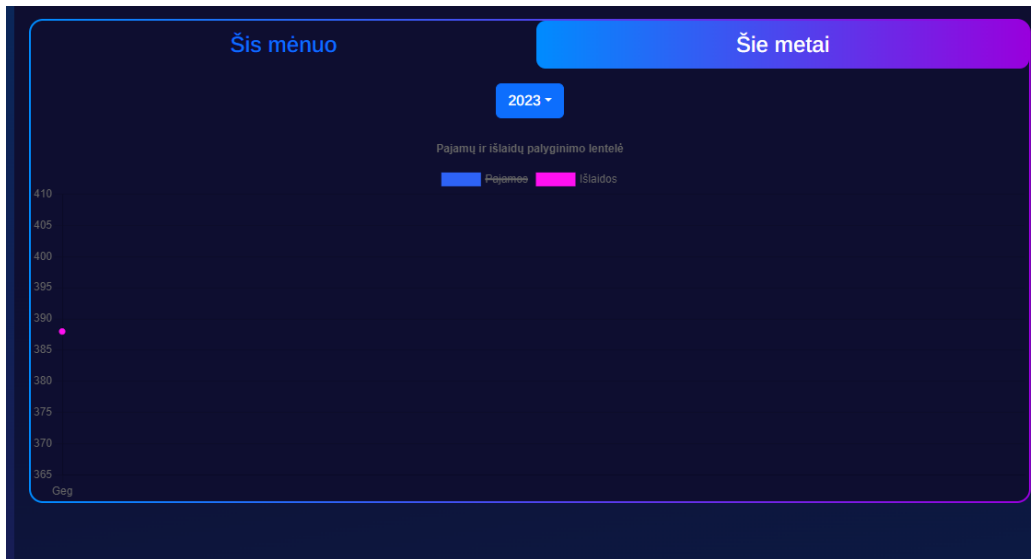 Šis mėnuo
Šie metai
2023
Pajamų ir išlaidų palyginimo lentelė
Pajamos Išlaidos
410
405
400
395
390
385
380
375
370
365
Geg